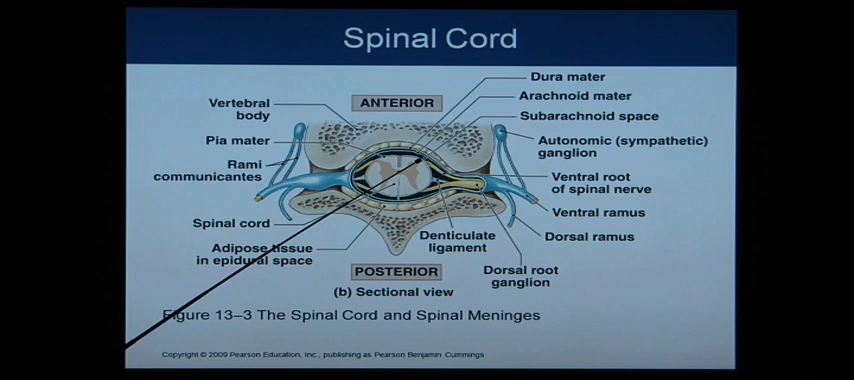 Spinal Cord
Dura mater
Arachnoid mater
Subarachnoid space
Vertebral
body
ANTERIOR
Pia mater
Autonomic (sympathetic)
ganglion
Rami
communicantes
Ventral root
of spinal nerve
Ventral ramus
Spinal cord
Denticulate
ligament
Dorsal ramus
Adipose tissue
in epidural space
POSTERIOR
Dorsal root
ganglion
(b) Sectional view
Figure 13–3 The Spinal Cord and Spinal Meninges
Copyright © 2009 Pearson Education, Inc., publishing as Pearson Benjamin Cummings